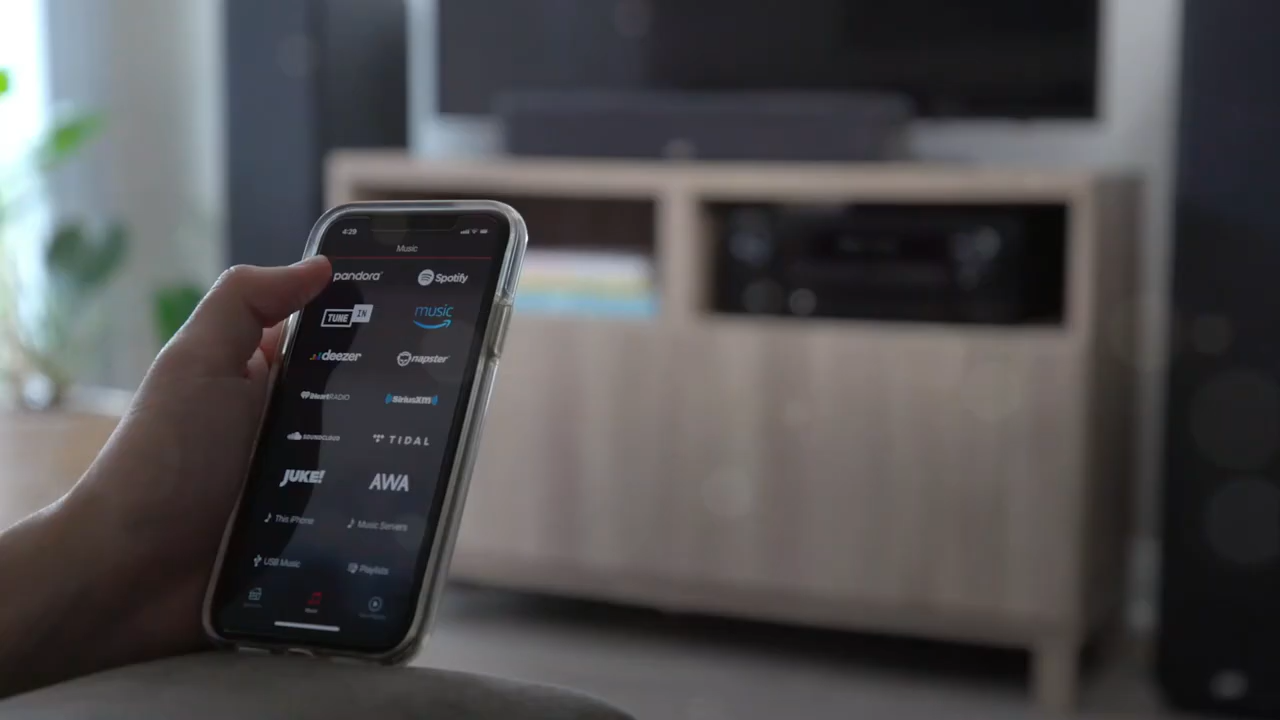 4:29
Music
pandora Spotify
TUNE IN music
deezer napster
iHeartRADIO SiriusXM
SOUNDCLOUD TIDAL
JUKE! AWA
This iPhone Music Servers
USB Music Playlists
Music